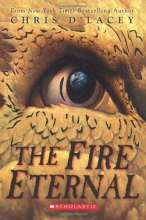 From New York Times Bestselling Author
CHRIS D'LACEY
THE FIRE
ETERNAL
SCHOLASTIC